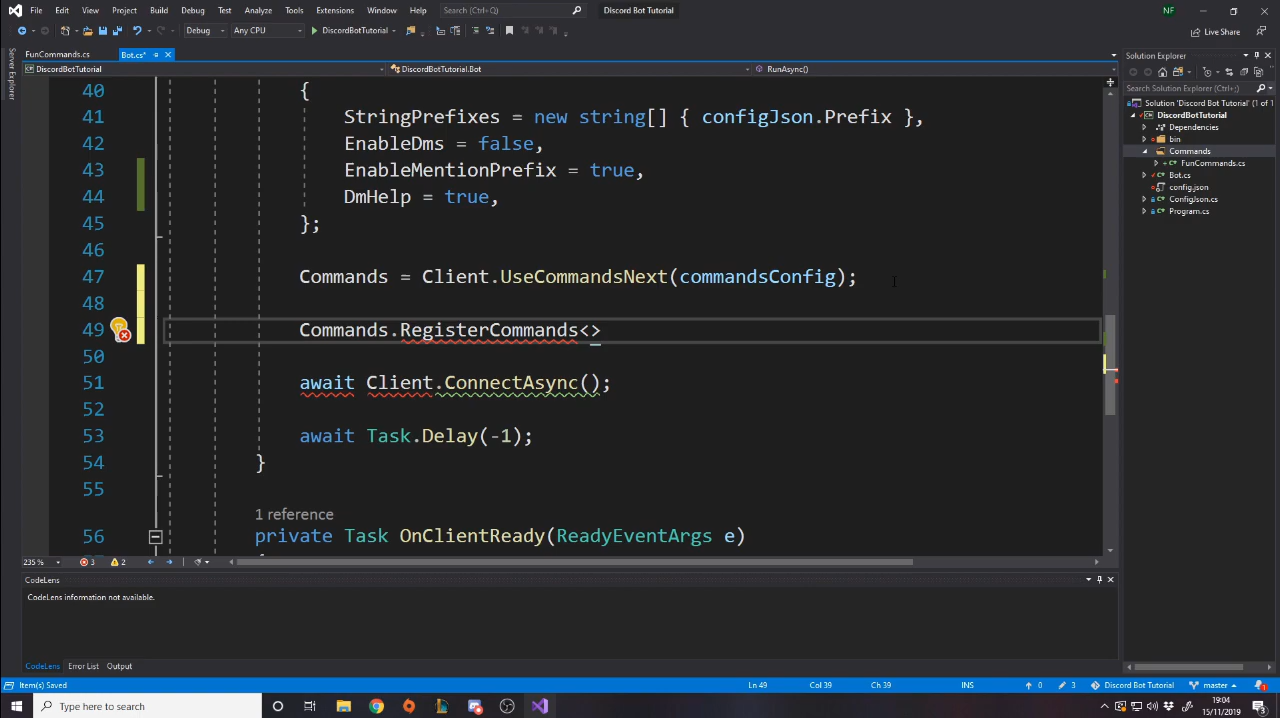 File Edit View Project Build Debug Test Analyze Tools Extensions Window Help Search (Ctrl+Q) Discord Bot Tutorial NF
Debug Any CPU DiscordBotTutorial Live Share
Server Explorer
FunCommands.cs Bot.cs*
DiscordBotTutorial DiscordBotTutorial.Bot RunAsync()
40 {
41 StringPrefixes = new string[] { configJson.Prefix },
42 EnableDms = false,
43 EnableMentionPrefix = true,
44 DmHelp = true,
45 };
46
47 Commands = Client.UseCommandsNext(commandsConfig);
48
49 Commands.RegisterCommands<>
50
51 await Client.ConnectAsync();
52
53 await Task.Delay(-1);
54 }
55
1 reference
56 private Task OnClientReady(ReadyEventArgs e)
235 % 3 2
CodeLens
CodeLens information not available.
CodeLens Error List Output
Item(s) Saved Ln 49 Col 39 Ch 39 INS 0 3 Discord Bot Tutorial master 1
Solution Explorer
Search Solution Explorer (Ctrl+;)
Solution 'Discord Bot Tutorial' (1 of 1
DiscordBotTutorial
Dependencies
bin
Commands
FunCommands.cs
Bot.cs
config.json
ConfigJson.cs
Program.cs
Type here to search
19:04
15/11/2019
3